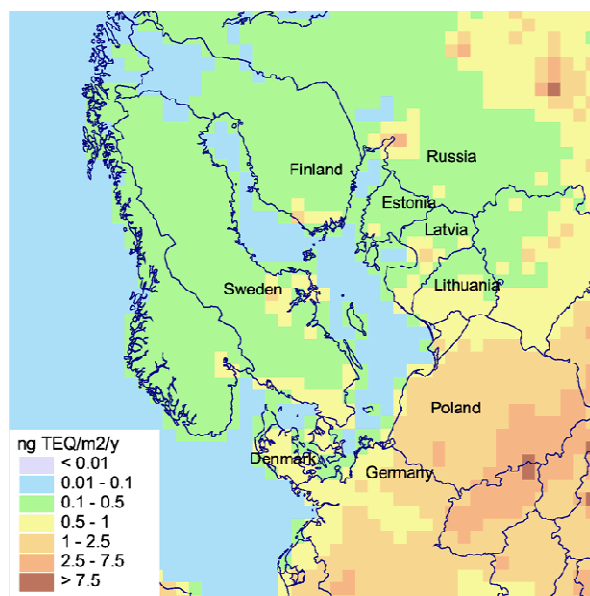 Finland
Russia
Estonia
Latvia
Sweden
Lithuania
Poland
Denmark
Germany
ng TEQ/m2/y
< 0.01
0.01 - 0.1
0.1 - 0.5
0.5 - 1
1 - 2.5
2.5 - 7.5
> 7.5